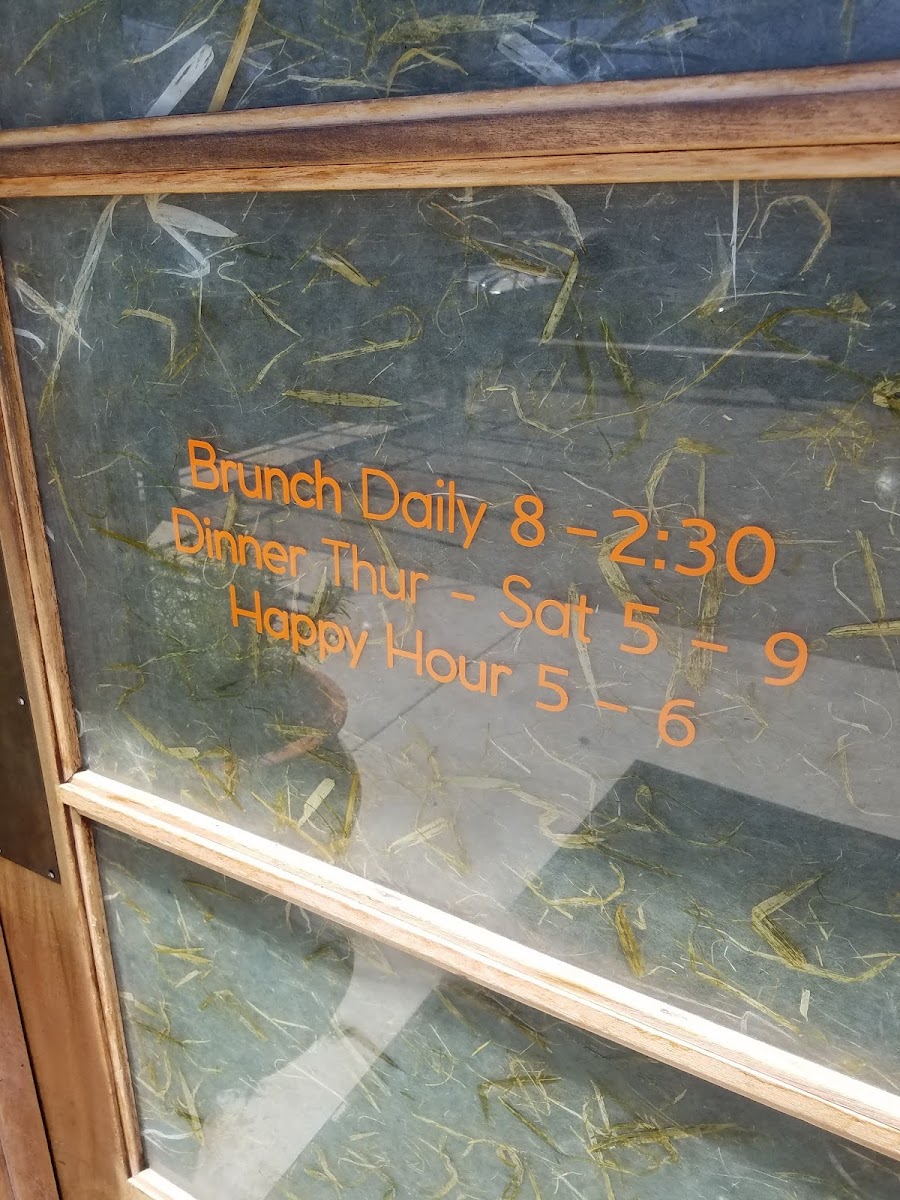 Brunch Daily 8 - 2:30
Dinner Thur - Sat 5 - 9
Happy Hour 5 - 6